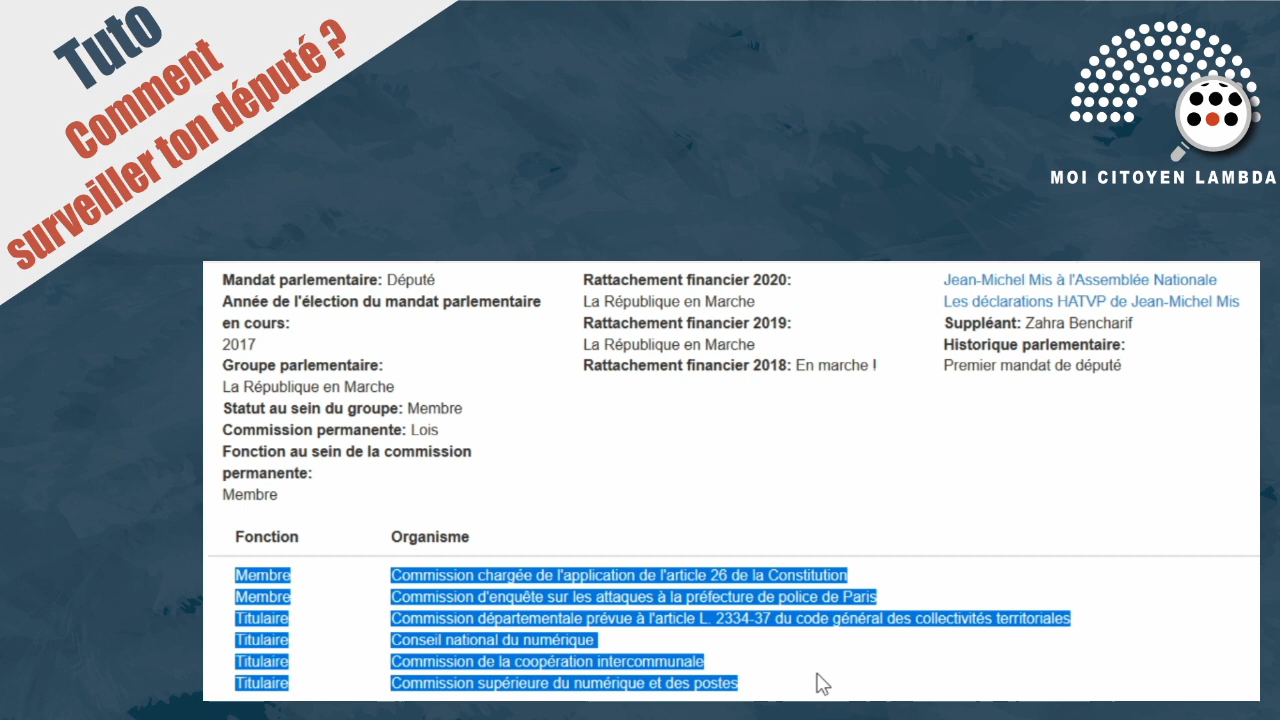 Tuto
Comment
surveiller ton député ?
MOI CITOYEN LAMBDA
Mandat parlementaire: Député
Année de l'élection du mandat parlementaire
en cours:
2017
Groupe parlementaire:
La République en Marche
Statut au sein du groupe: Membre
Commission permanente: Lois
Fonction au sein de la commission
permanente:
Membre
Rattachement financier 2020:
La République en Marche
Rattachement financier 2019:
La République en Marche
Rattachement financier 2018: En marche !
Jean-Michel Mis à l'Assemblée Nationale
Les déclarations HATVP de Jean-Michel Mis
Suppléant: Zahra Bencharif
Historique parlementaire:
Premier mandat de député
Fonction Organisme
Membre Commission chargée de l'application de l'article 26 de la Constitution
Membre Commission d'enquête sur les attaques à la préfecture de police de Paris
Titulaire Commission départementale prévue à l'article L. 2334-37 du code général des collectivités territoriales
Titulaire Conseil national du numérique
Titulaire Commission de la coopération intercommunale
Titulaire Commission supérieure du numérique et des postes